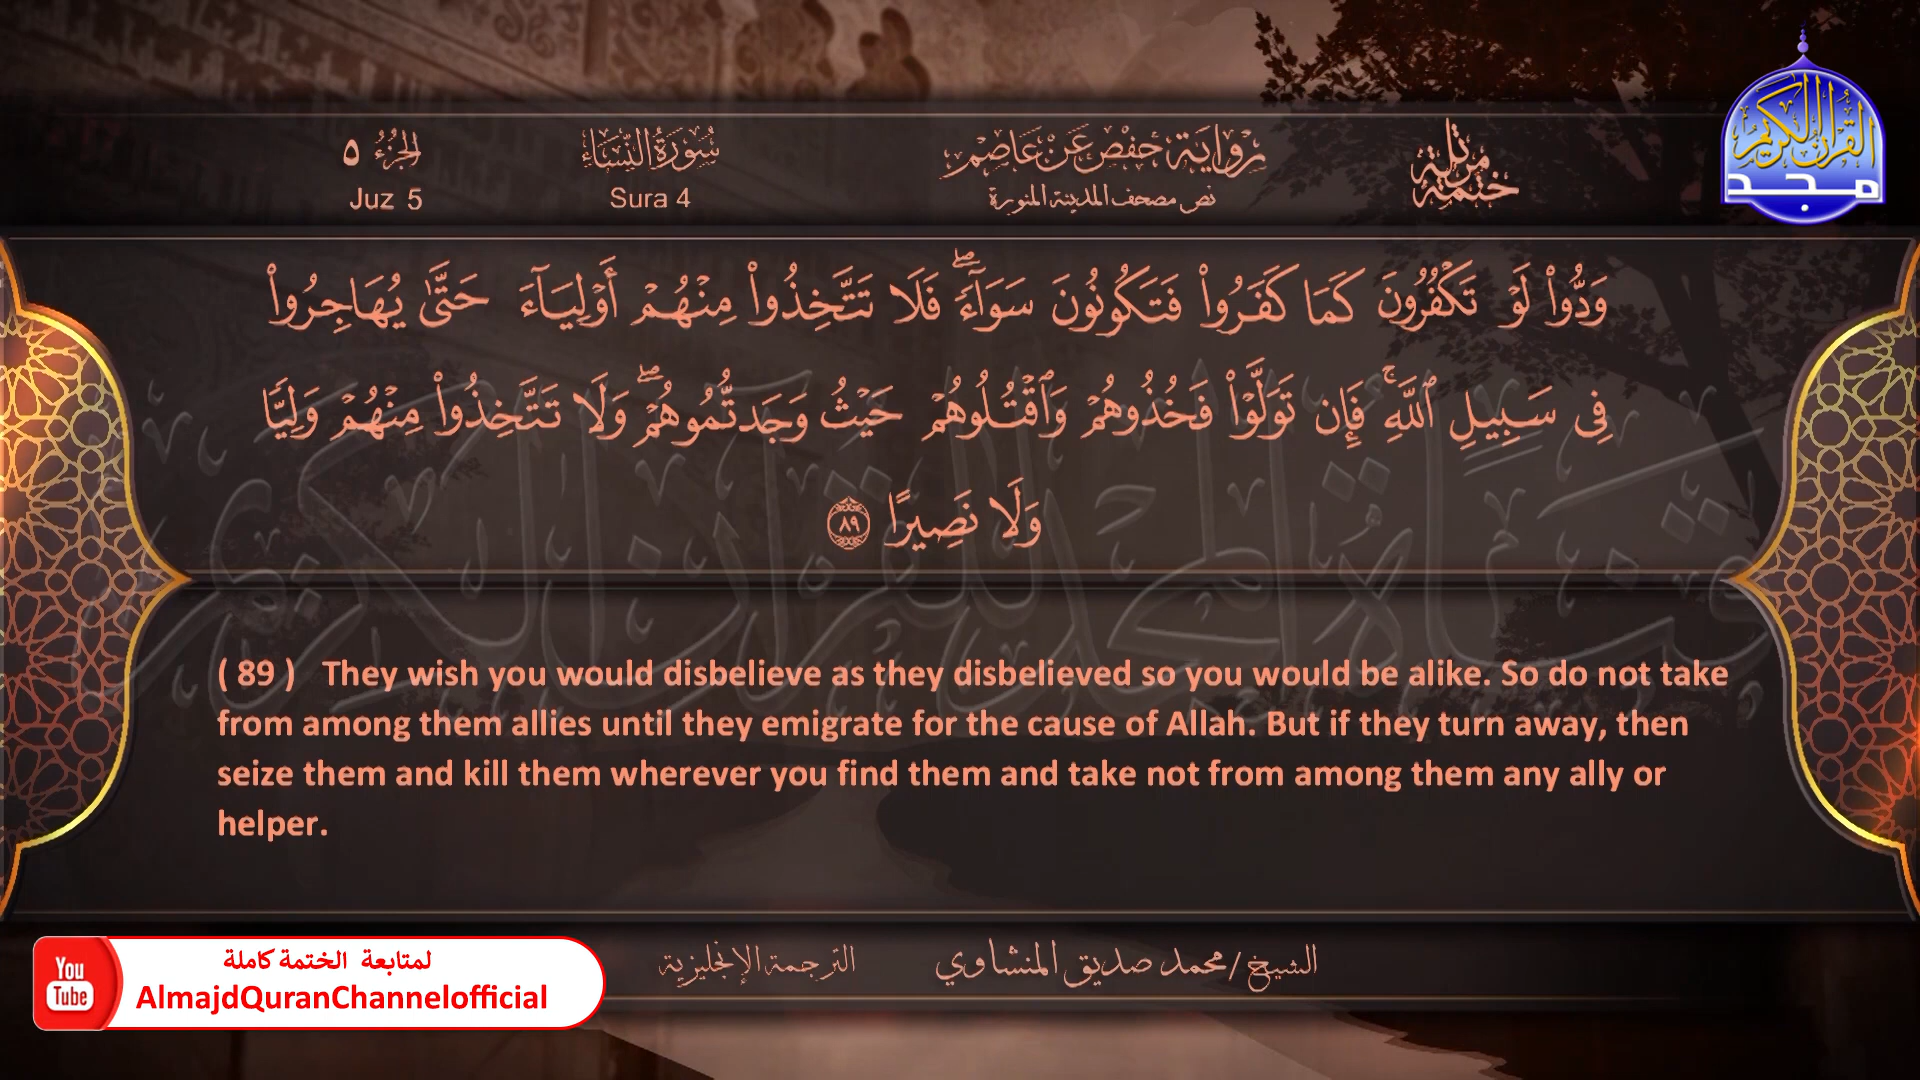 ختمة مرتلة
رواية حفص عن عاصم
نص مصحف المدينة المنورة
سورة النساء
Sura 4
الجزء ٥
Juz 5
القرآن الكريم
مجد
وَدُّوا۟ لَوْ تَكْفُرُونَ كَمَا كَفَرُوا۟ فَتَكُونُونَ سَوَآءً ۖ فَلَا تَتَّخِذُوا۟ مِنْهُمْ أَوْلِيَآءَ حَتَّىٰ يُهَاجِرُوا۟
فِى سَبِيلِ ٱللَّهِ ۚ فَإِن تَوَلَّوْا۟ فَخُذُوهُمْ وَٱقْتُلُوهُمْ حَيْثُ وَجَدتُّمُوهُمْ ۖ وَلَا تَتَّخِذُوا۟ مِنْهُمْ وَلِيًّا
وَلَا نَصِيرًا ٨٩
قناة المجد للقرآن الكريم
( 89 ) They wish you would disbelieve as they disbelieved so you would be alike. So do not take
from among them allies until they emigrate for the cause of Allah. But if they turn away, then
seize them and kill them wherever you find them and take not from among them any ally or
helper.
الشيخ / محمد صديق المنشاوي
الترجمة الإنجليزية
You
Tube
لمتابعة الختمة كاملة
AlmajdQuranChannelofficial